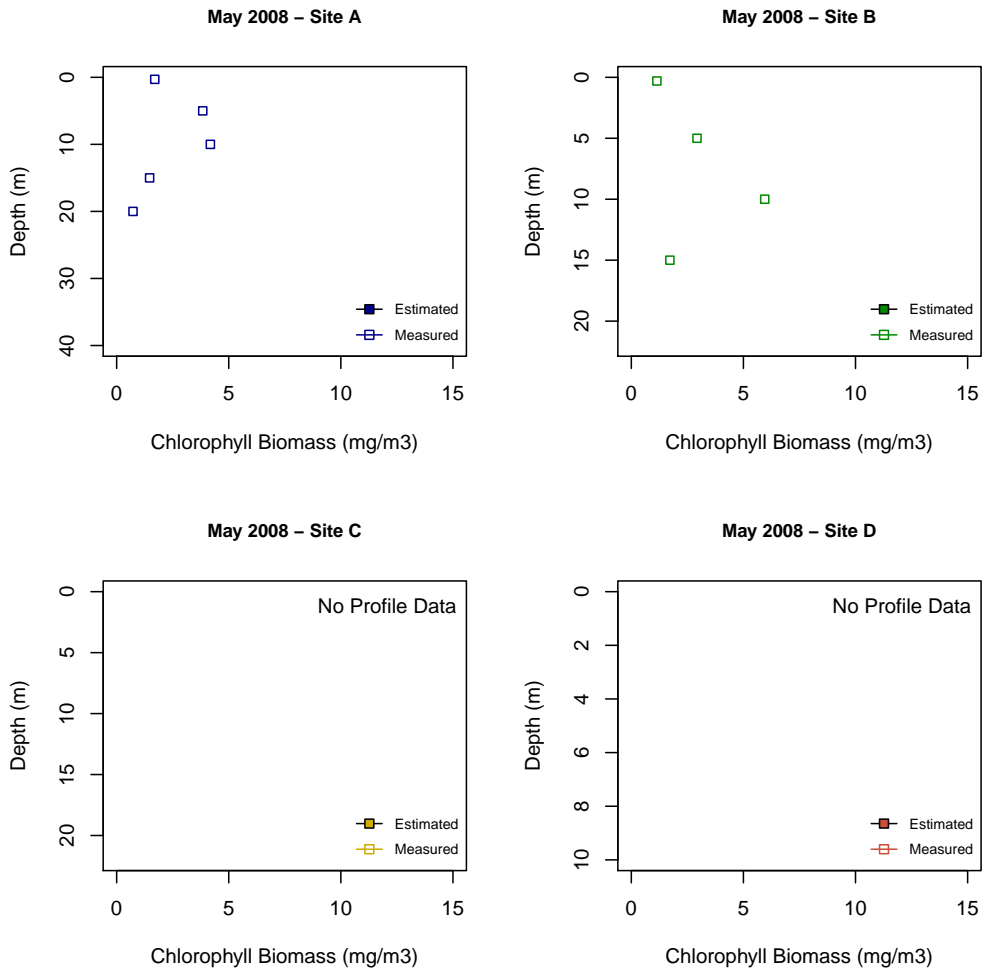 May 2008 – Site A
0
10
20
30
40
Depth (m)
Estimated
Measured
0 5 10 15
Chlorophyll Biomass (mg/m3)
May 2008 – Site B
0
5
10
15
20
Depth (m)
Estimated
Measured
0 5 10 15
Chlorophyll Biomass (mg/m3)
May 2008 – Site C
No Profile Data
0
5
10
15
20
Depth (m)
Estimated
Measured
0 5 10 15
Chlorophyll Biomass (mg/m3)
May 2008 – Site D
No Profile Data
0
2
4
6
8
10
Depth (m)
Estimated
Measured
0 5 10 15
Chlorophyll Biomass (mg/m3)